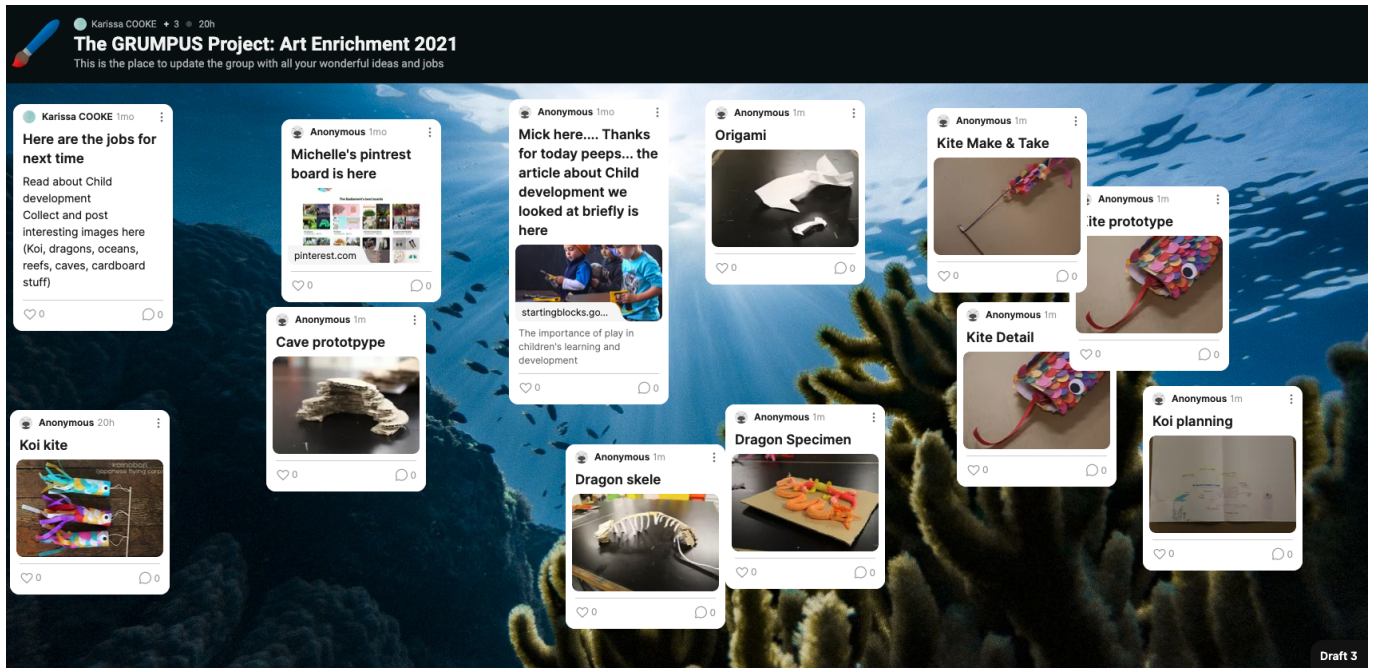 Karissa COOKE + 3 20h
The GRUMPUS Project: Art Enrichment 2021
This is the place to update the group with all your wonderful ideas and jobs
Karissa COOKE 1mo
Here are the jobs for
next time
Read about Child
development
Collect and post
interesting images here
(Koi, dragons, oceans,
reefs, caves, cardboard
stuff)
0 0
Anonymous 20h
Koi kite
koinobori
(japanese flying carp
0 0
Anonymous 1mo
Michelle's pintrest
board is here
pinterest.com
0 0
Anonymous 1m
Cave prototpype
0 0
Anonymous 1mo
Mick here.... Thanks
for today peeps... the
article about Child
development we
looked at briefly is
here
startingblocks.go...
The importance of play in
children's learning and
development
0 0
Anonymous 1m
Dragon skele
0 0
Anonymous 1m
Origami
0 0
Anonymous 1m
Dragon Specimen
0 0
Anonymous 1m
Kite Make & Take
0 0
Anonymous 1m
ite prototype
0 0
Anonymous 1m
Kite Detail
0 0
Anonymous 1m
Koi planning
0 0
Draft 3